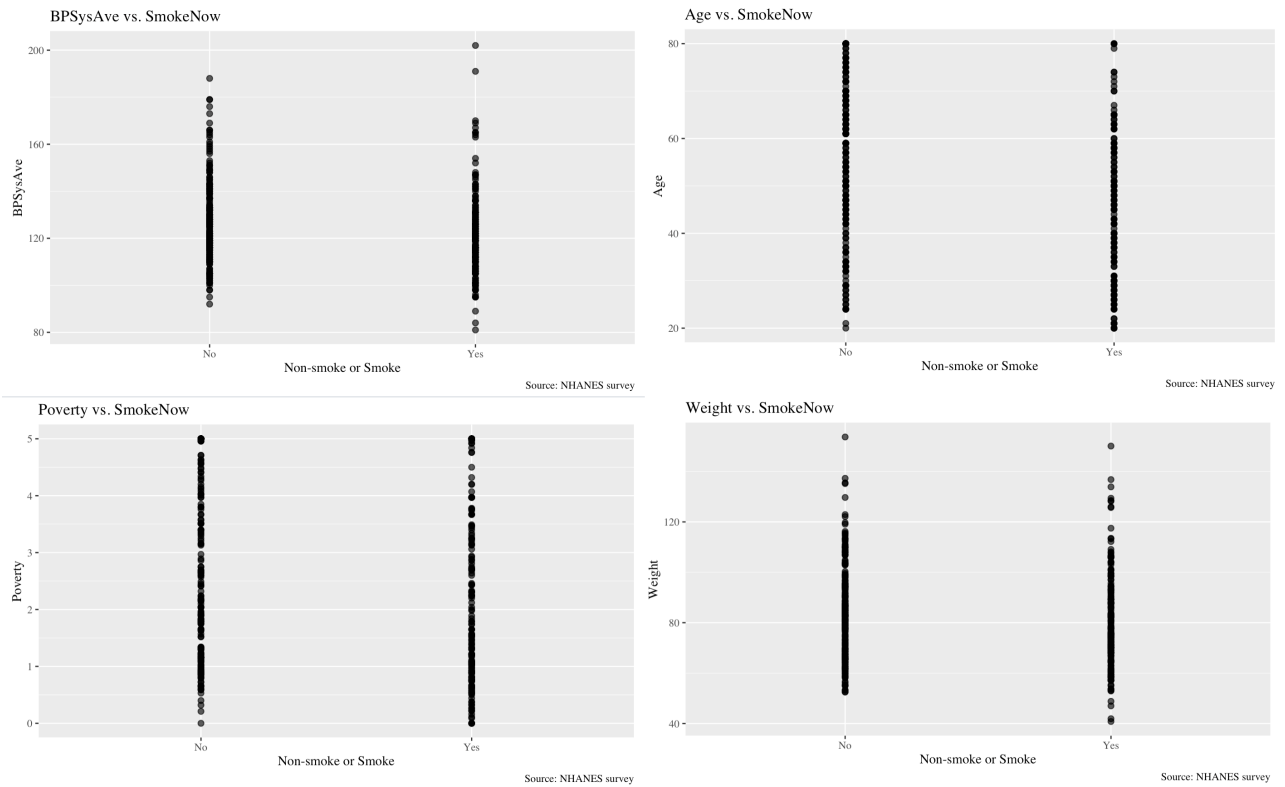 BPSysAve vs. SmokeNow
200
160
120
80
BPSysAve
No
Yes
Non-smoke or Smoke
Source: NHANES survey
Age vs. SmokeNow
80
60
40
20
Age
No
Yes
Non-smoke or Smoke
Source: NHANES survey
Poverty vs. SmokeNow
5
4
3
2
1
0
Poverty
No
Yes
Non-smoke or Smoke
Source: NHANES survey
Weight vs. SmokeNow
120
80
40
Weight
No
Yes
Non-smoke or Smoke
Source: NHANES survey